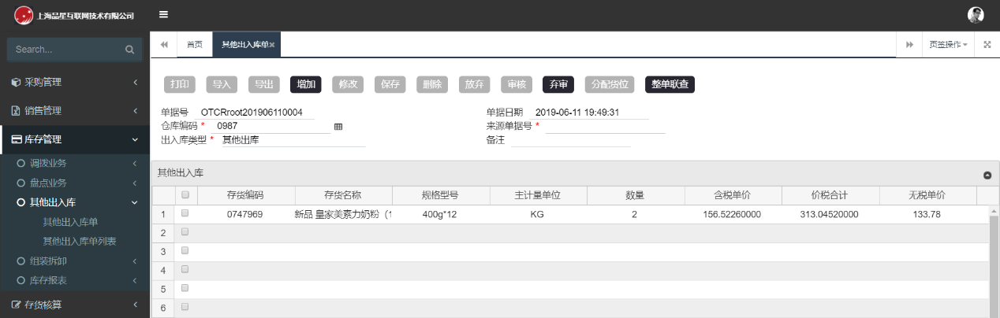 上海品星互联网技术有限公司
Search...
采购管理
销售管理
库存管理
调拨业务
盘点业务
其他出入库
其他出入库单
其他出入库单列表
组装拆卸
库存报表
存货核算
首页 其他出入库单 页签操作
打印 导入 导出 增加 修改 保存 删除 放弃 审核 弃审 分配货位 整单联查
单据号 OTCRroot201906110004 单据日期 2019-06-11 19:49:31
仓库编码 * 0987 来源单据号 *
出入库类型 * 其他出库 备注
其他出入库
存货编码 存货名称 规格型号 主计量单位 数量 含税单价 价税合计 无税单价
1 0747969 新品 皇家美素力奶粉（1 400g*12 KG 2 156.52260000 313.04520000 133.78
2
3
4
5
6